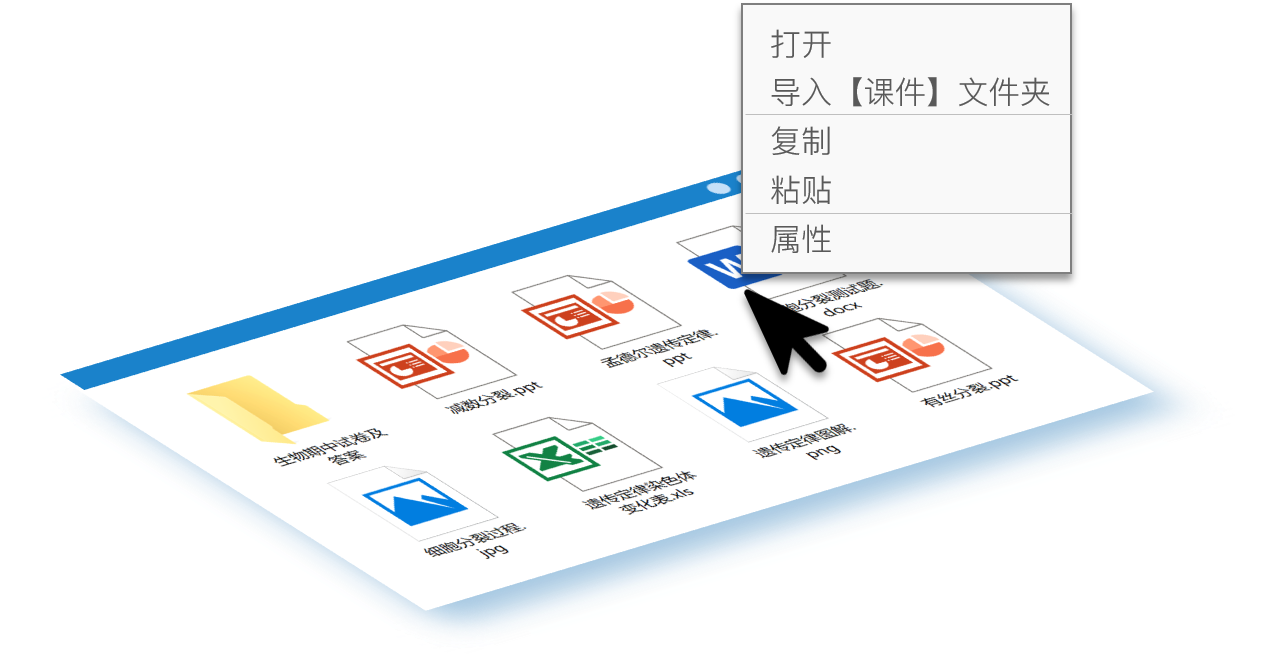 打开
导入【课件】文件夹
复制
粘贴
属性
胞分裂测试题.
docx
孟德尔遗传定律.
ppt
减数分裂.ppt
生物期中试卷及
答案
有丝分裂.ppt
遗传定律图解.
png
遗传定律染色体
变化表.xls
细胞分裂过程.
jpg
W